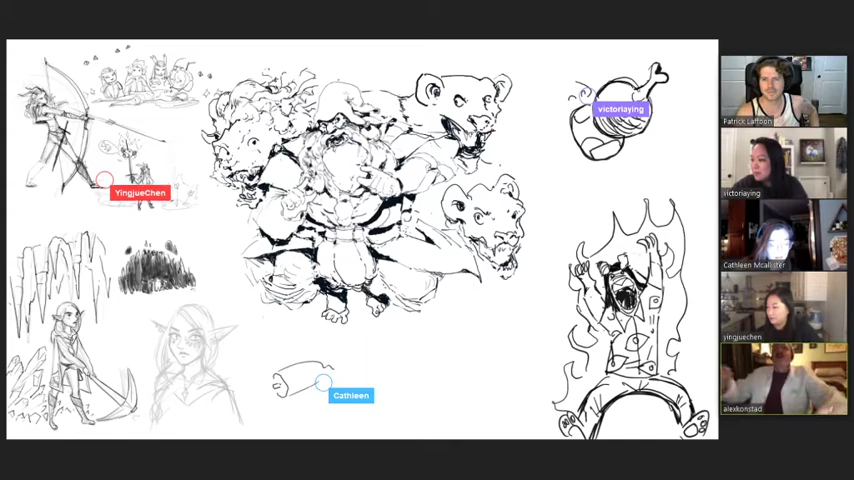 victoriaying
YingjueChen
Cathleen
Patrick Laffoon
victoriaying
Cathleen Mcallister
yingjuechen
alexkonstad